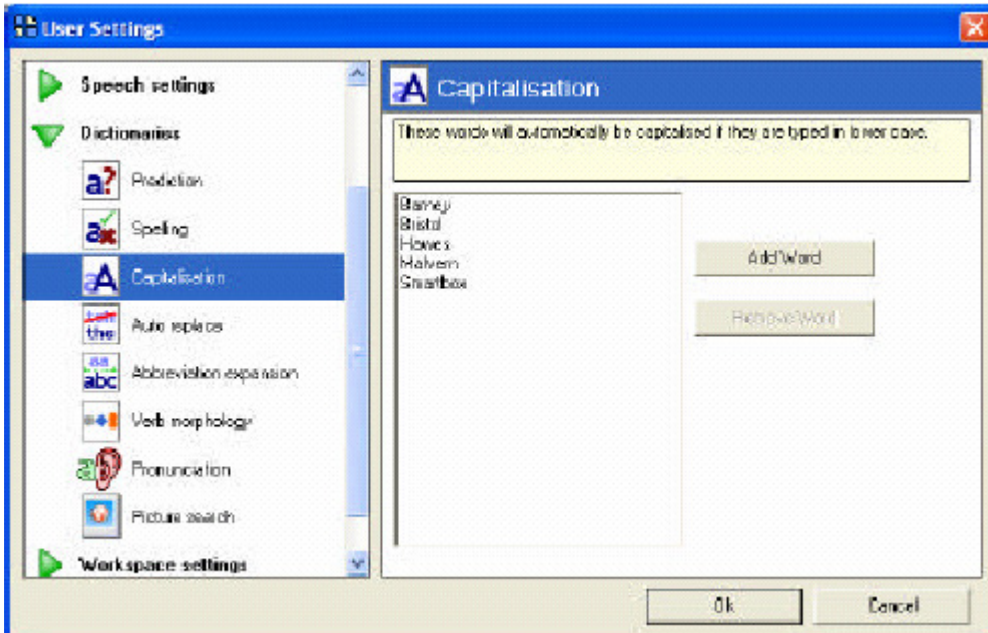 User Settings
Speech settings
Dictionaries
Prediction
Spelling
Capitalisation
Auto replace
Abbreviation expansion
Verb morphology
Pronunciation
Picture search
Workspace settings
Capitalisation
These words will automatically be capitalised if they are typed in lower case.
Barney
Bristol
Howes
Malvern
Smartbox
Add Word
Remove Word
Ok
Cancel